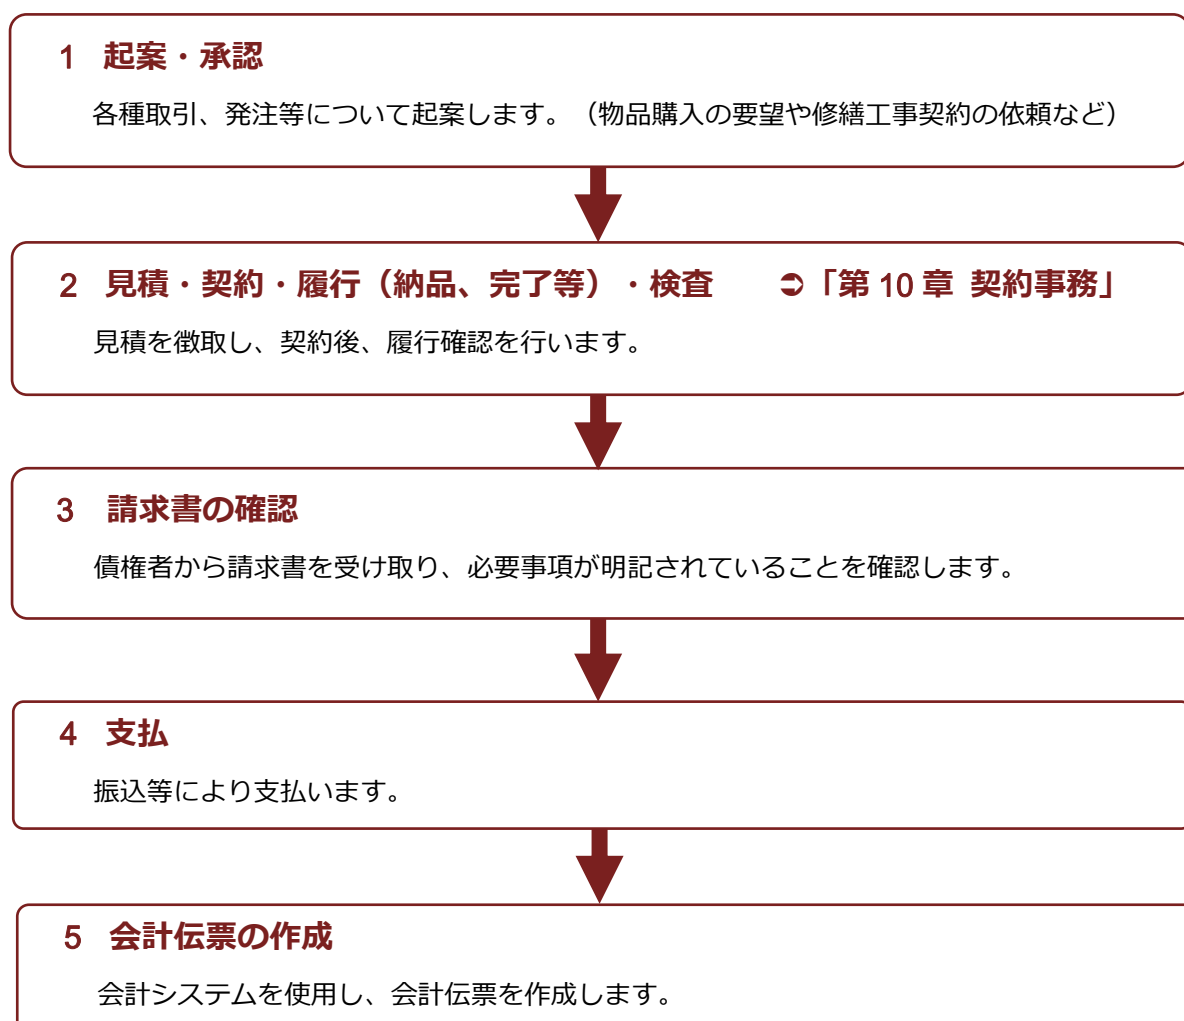 1 起案・承認
各種取引、発注等について起案します。（物品購入の要望や修繕工事契約の依頼など）
2 見積・契約・履行（納品、完了等）・検査 ➲「第 10 章 契約事務」
見積を徴取し、契約後、履行確認を行います。
3 請求書の確認
債権者から請求書を受け取り、必要事項が明記されていることを確認します。
4 支払
振込等により支払います。
5 会計伝票の作成
会計システムを使用し、会計伝票を作成します。